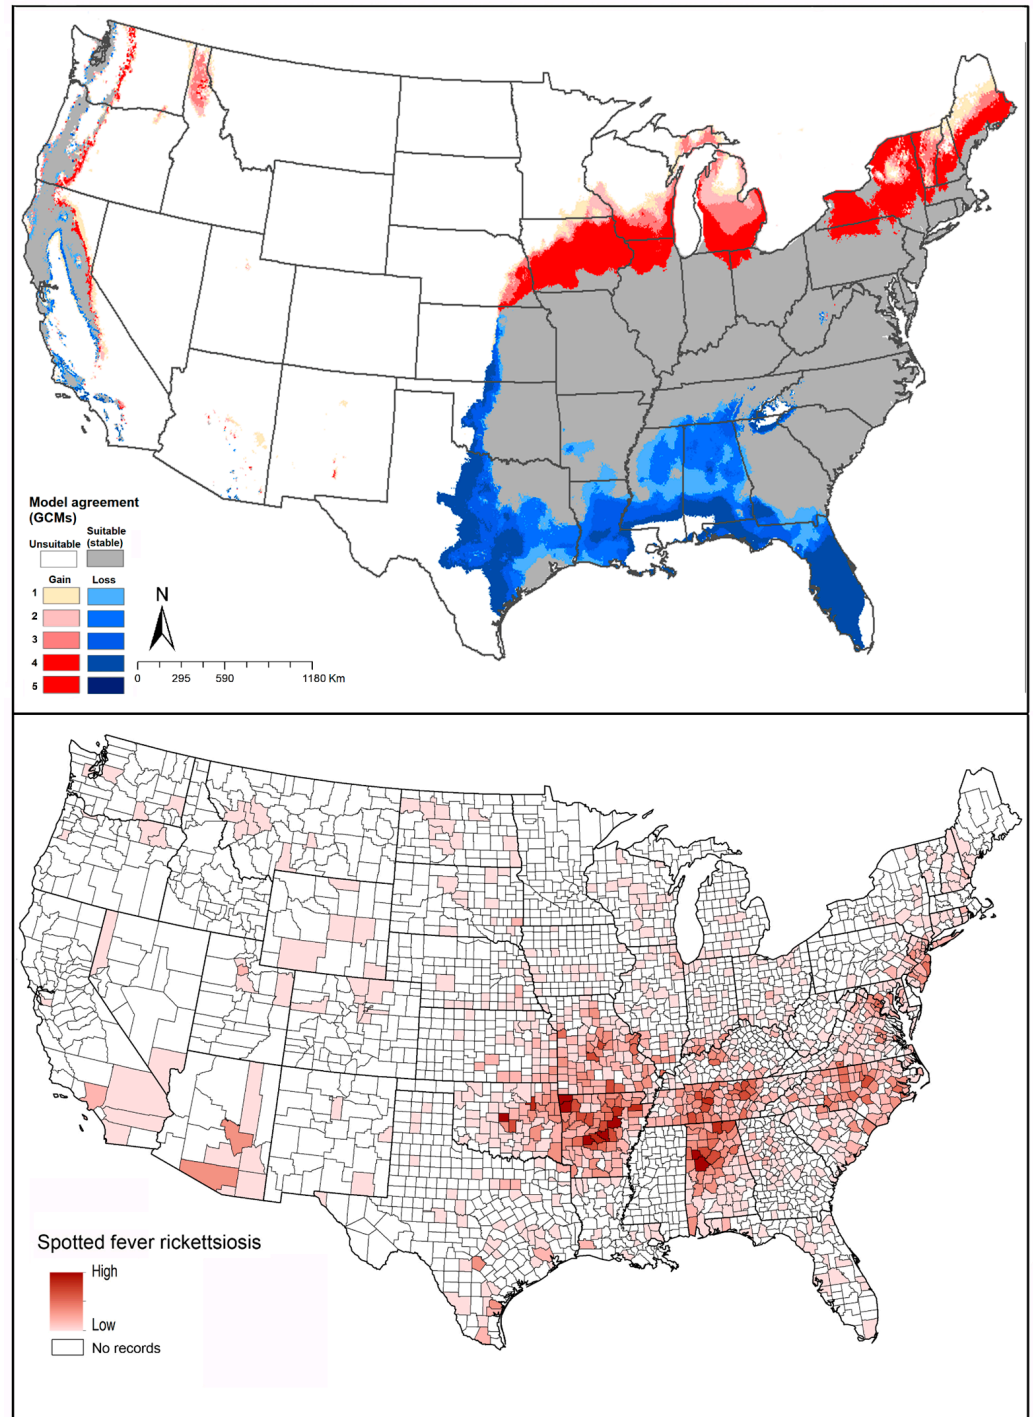 Model agreement
(GCMs)
Suitable
Unsuitable (stable)
Gain Loss
1
2
3
4
5
N
0 295 590 1180 Km
Spotted fever rickettsiosis
High
Low
No records